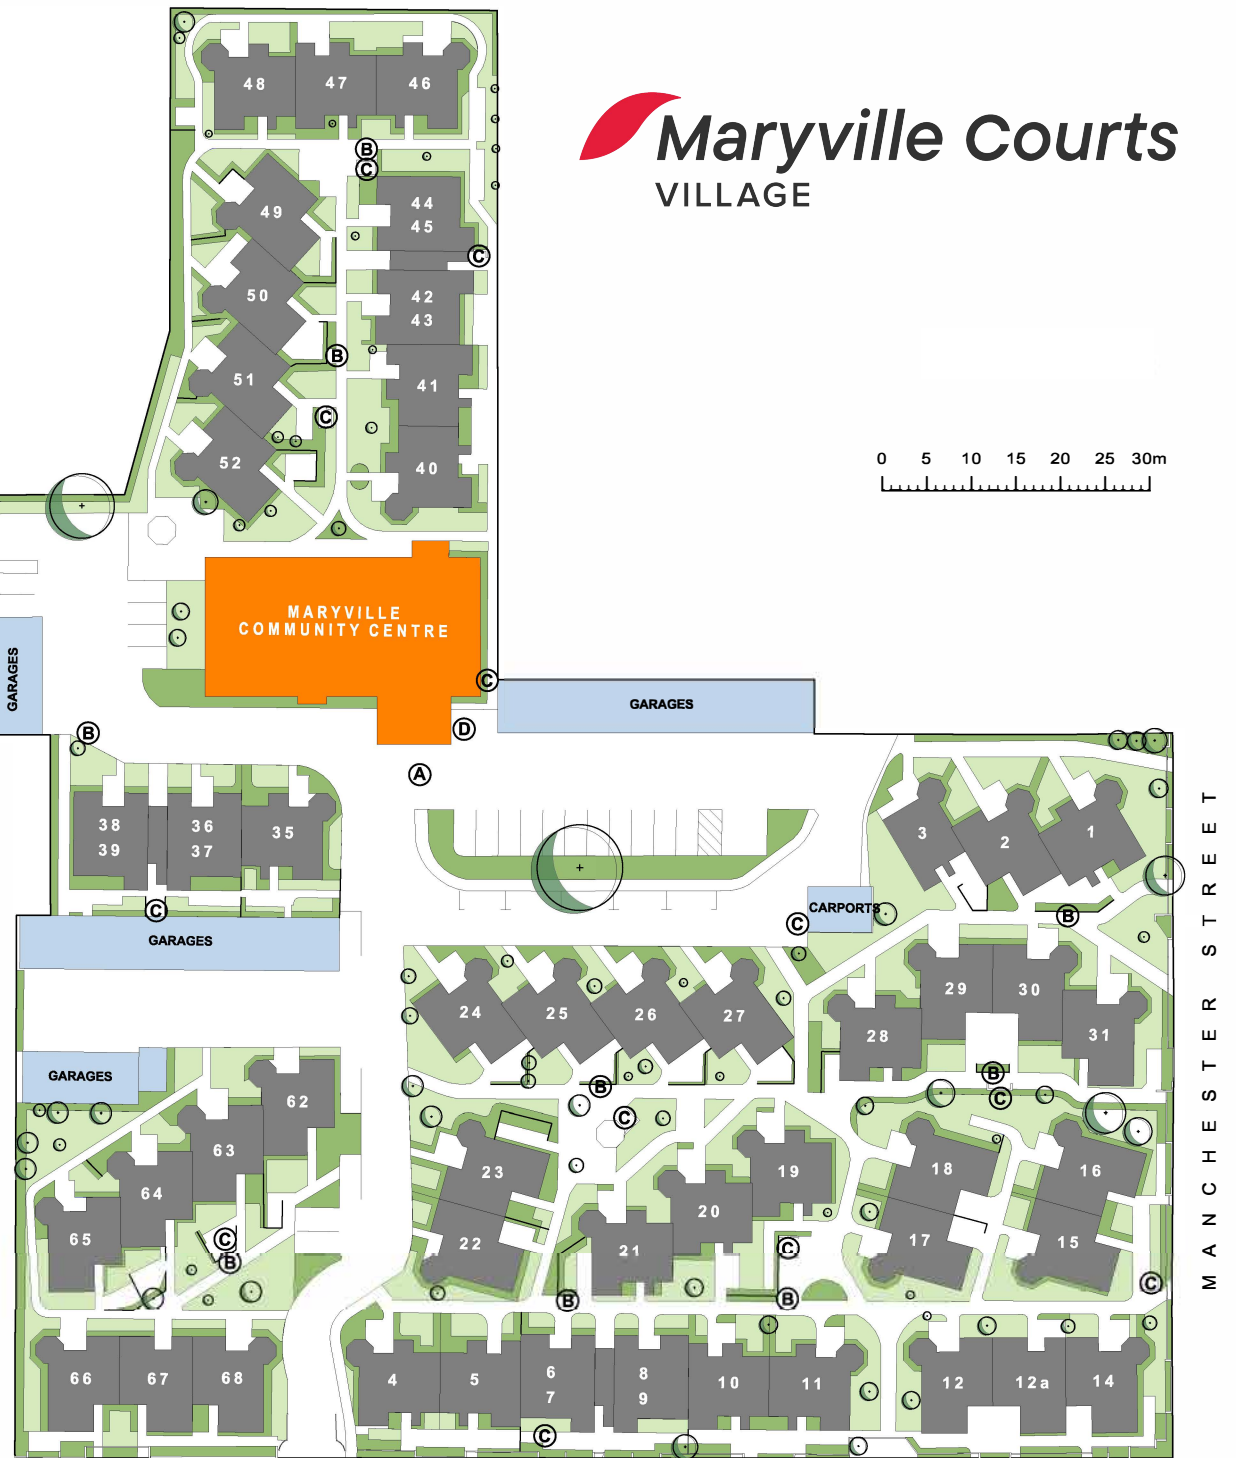 Maryville Courts
VILLAGE
48 47 46
B
C
49
44
45
C
50
42
43
B
51
41
C
52
40
0 5 10 15 20 25 30m
MARYVILLE
COMMUNITY CENTRE
GARAGES
C
GARAGES
D
B
A
38
39
36
37
35
3
2
1
MANCHESTER STREET
C
GARAGES
CARPORTS
C
B
24 25 26 27
28
29
30
31
GARAGES
B
B
C
C
62
63
64
65
C
B
23
22
19
20
21
C
B
B
18
17
16
15
C
66 67 68
4
5
6
7
8
9
10
11
12
12a
14
C